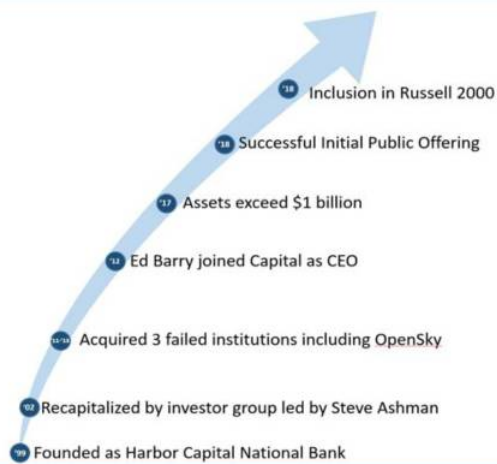 '18 Inclusion in Russell 2000
'18 Successful Initial Public Offering
'17 Assets exceed $1 billion
'12 Ed Barry joined Capital as CEO
Acquired 3 failed institutions including OpenSky
'02 Recapitalized by investor group led by Steve Ashman
'99 Founded as Harbor Capital National Bank